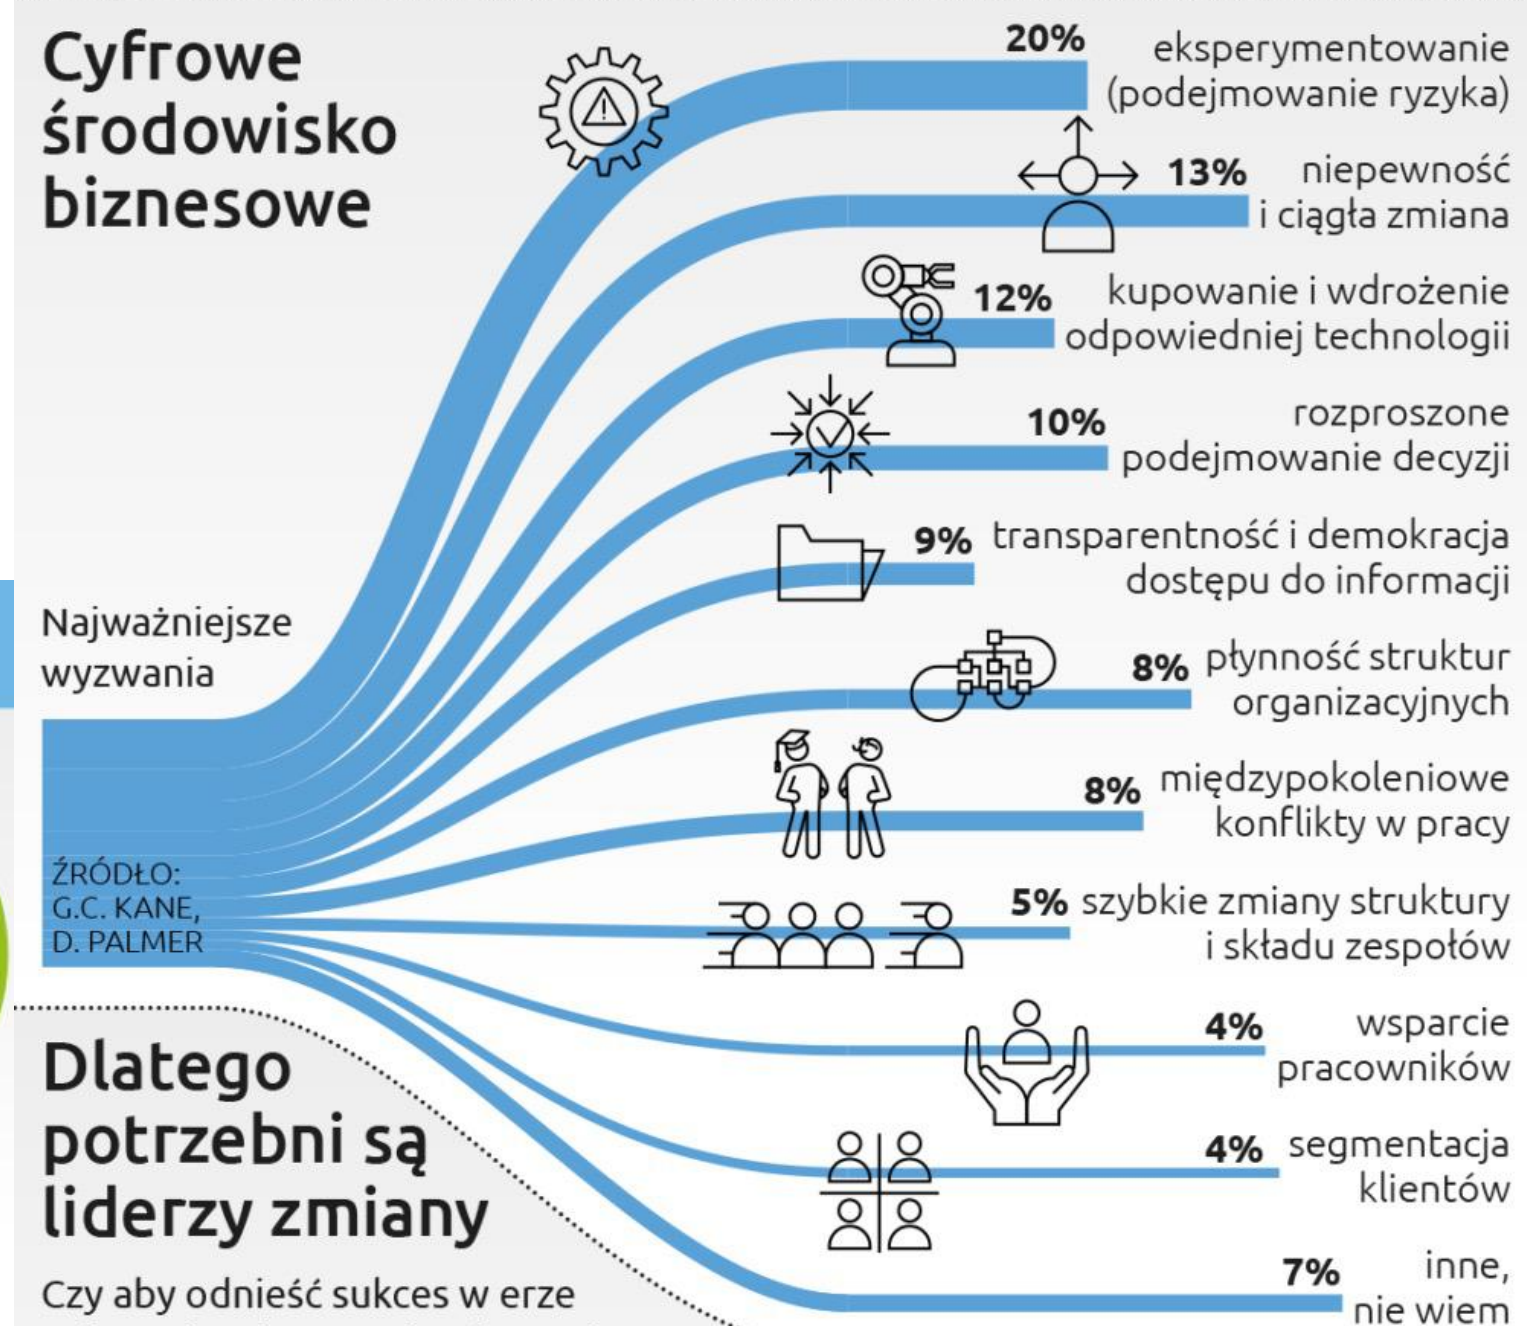 Cyfrowe
środowisko
biznesowe
20%
eksperymentowanie
(podejmowanie ryzyka)
13%
niepewność
i ciągła zmiana
12%
kupowanie i wdrożenie
odpowiedniej technologii
10%
rozproszone
podejmowanie decyzji
9%
transparentność i demokracja
dostępu do informacji
Najważniejsze
wyzwania
8%
płynność struktur
organizacyjnych
8%
międzypokoleniowe
konflikty w pracy
ŹRÓDŁO:
G.C. KANE,
D. PALMER
5%
szybkie zmiany struktury
i składu zespołów
4%
wsparcie
pracowników
4%
segmentacja
klientów
7%
inne,
nie wiem
Dlatego
potrzebni są
liderzy zmiany
Czy aby odnieść sukces w erze